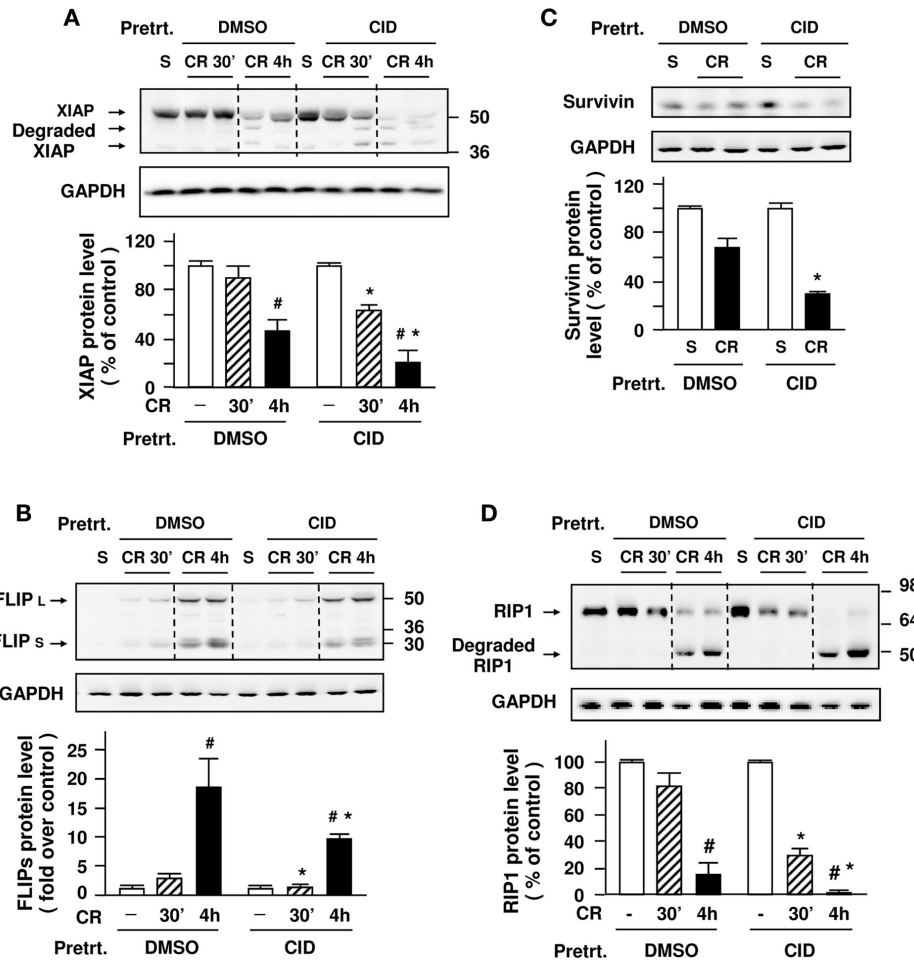 A
Pretrt. DMSO CID
S CR 30’ CR 4h S CR 30’ CR 4h
XIAP
Degraded
XIAP
50
36
GAPDH
XIAP protein level
( % of control )
120
80
40
0
# * # *
CR – 30’ 4h 30’ 4h
Pretrt. DMSO CID
B
Pretrt. DMSO CID
S CR 30’ CR 4h S CR 30’ CR 4h
FLIP L
FLIP S
50
36
30
GAPDH
FLIPs protein level
( fold over control )
25
20
15
10
5
0
# * # *
CR – 30’ 4h – 30’ 4h
Pretrt. DMSO CID
C
Pretrt. DMSO CID
S CR S CR
Survivin
GAPDH
Survivin protein
level ( % of control )
120
80
40
0
*
S CR S CR
Pretrt. DMSO CID
D
Pretrt. DMSO CID
S CR 30’ CR 4h S CR 30’ CR 4h
RIP1
Degraded
RIP1
98
64
50
GAPDH
RIP1 protein level
( % of control )
100
80
60
40
20
0
# * # *
CR - 30’ 4h - 30’ 4h
Pretrt. DMSO CID